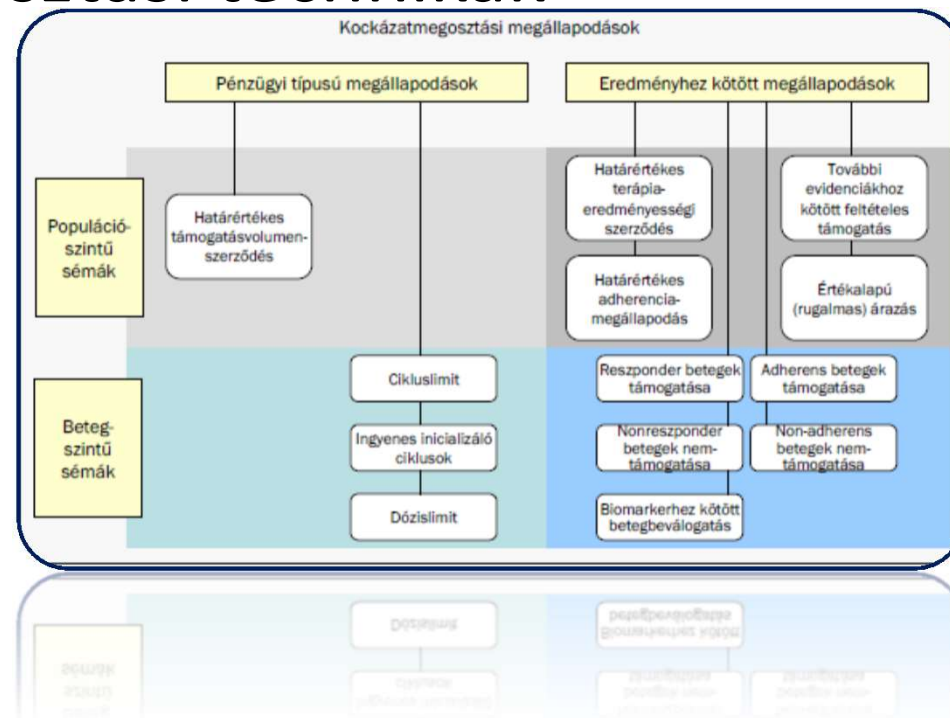 Kockázatmegosztási megállapodások
Pénzügyi típusú megállapodások
Eredményhez kötött megállapodások
Populáció-
szintű
sémák
Határértékes
támogatásvolumen-
szerződés
Határértékes
terápia-
eredményességi
szerződés
További
evidenciákhoz
kötött feltételes
támogatás
Határértékes
adherencia-
megállapodás
Értékalapú
(rugalmas) árazás
Beteg-
szintű
sémák
Cikluslimit
Ingyenes inicializáló
ciklusok
Dózislimit
Reszponder betegek
támogatása
Adherens betegek
támogatása
Nonreszponder
betegek nem-
támogatása
Non-adherens
betegek nem-
támogatása
Biomarkerhez kötött
betegbeválogatás